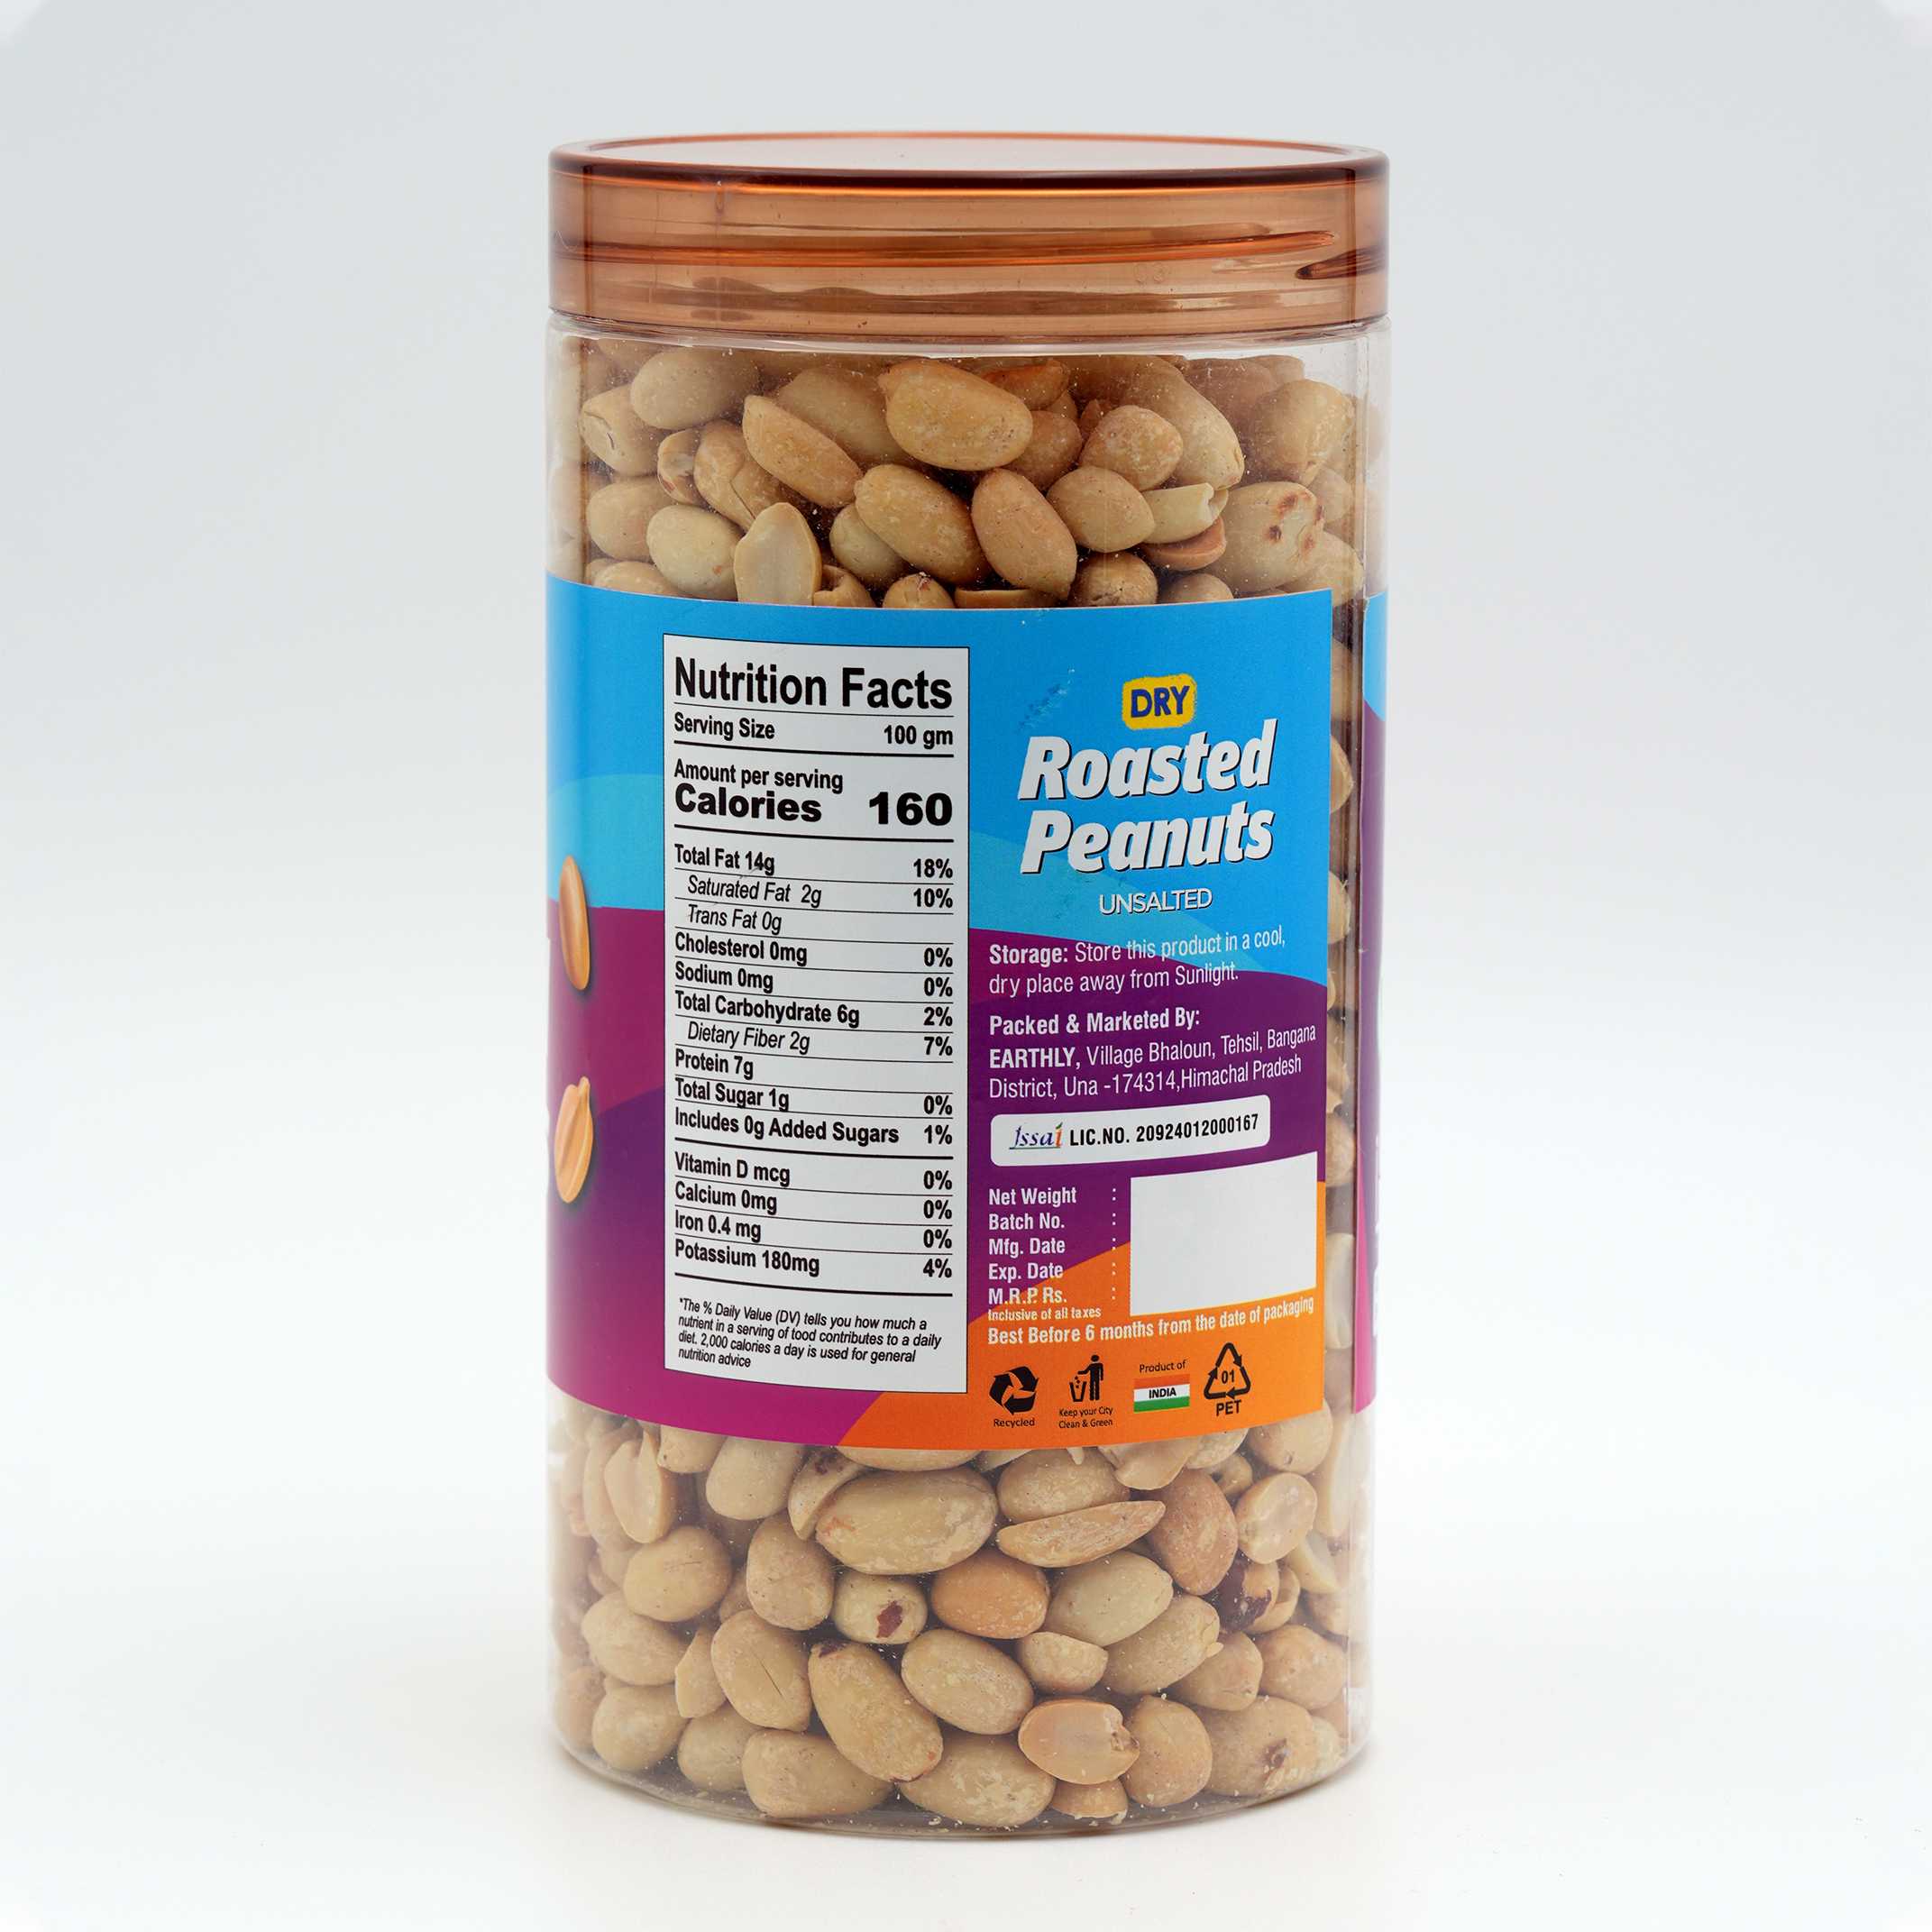 Nutrition Facts
Serving Size 100 gm
Amount per serving
Calories 160
Total Fat 14g 18%
Saturated Fat 2g 10%
Trans Fat 0g
Cholesterol 0mg 0%
Sodium 0mg 0%
Total Carbohydrate 6g 2%
Dietary Fiber 2g 7%
Protein 7g
Total Sugar 1g 0%
Includes 0g Added Sugars 1%
Vitamin D mcg 0%
Calcium 0mg 0%
Iron 0.4 mg 0%
Potassium 180mg 4%
*The % Daily Value (DV) tells you how much a
nutrient in a serving of tood contributes to a daily
diet. 2,000 calories a day is used for general
nutrition advice
DRY
Roasted
Peanuts
UNSALTED
Storage: Store this product in a cool,
dry place away from Sunlight.
Packed & Marketed By:
EARTHLY, Village Bhaloun, Tehsil, Bangana
District, Una -174314,Himachal Pradesh
fssai LIC.NO. 20924012000167
Net Weight :
Batch No. :
Mfg. Date :
Exp. Date :
M.R.P. Rs. :
Inclusive of all taxes
Best Before 6 months from the date of packaging
Recycled
Keep your City
Clean & Green
Product of
INDIA
01
PET